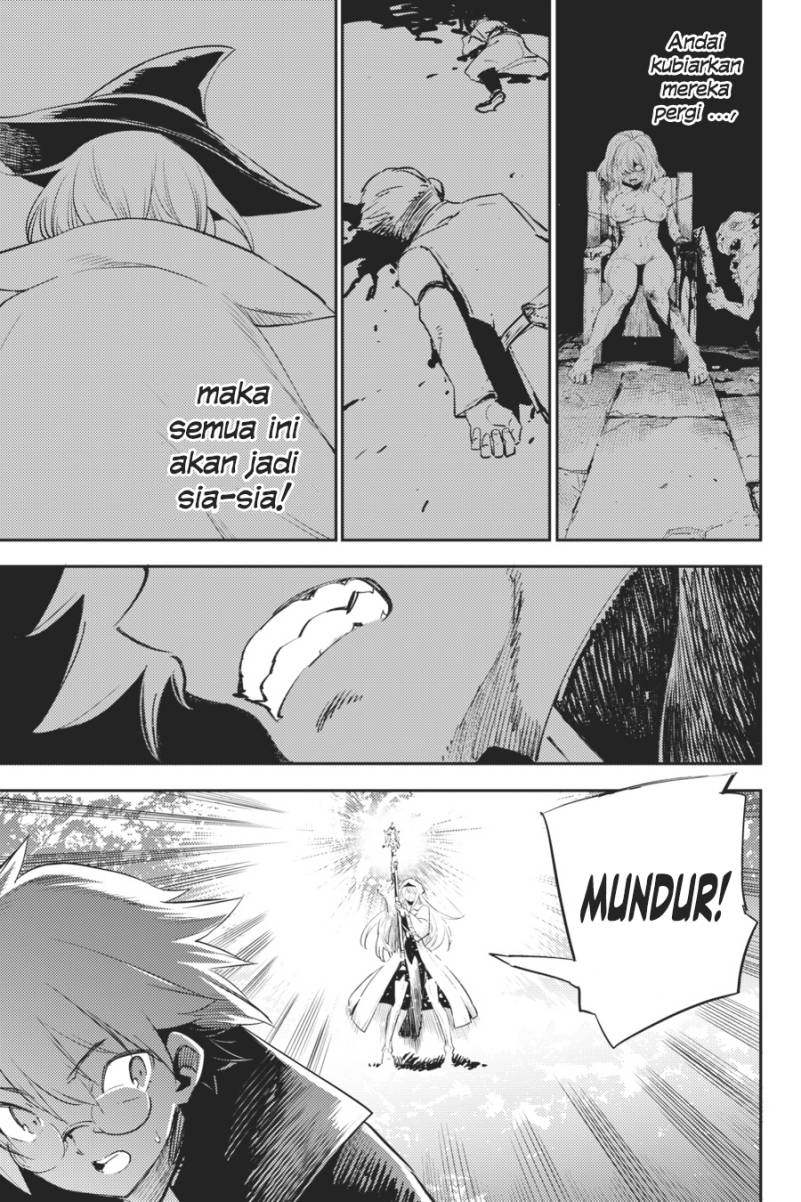 Andai
kubiarkan
mereka
pergi ...,
maka
semua ini
akan jadi
sia-sia!
MUNDUR!